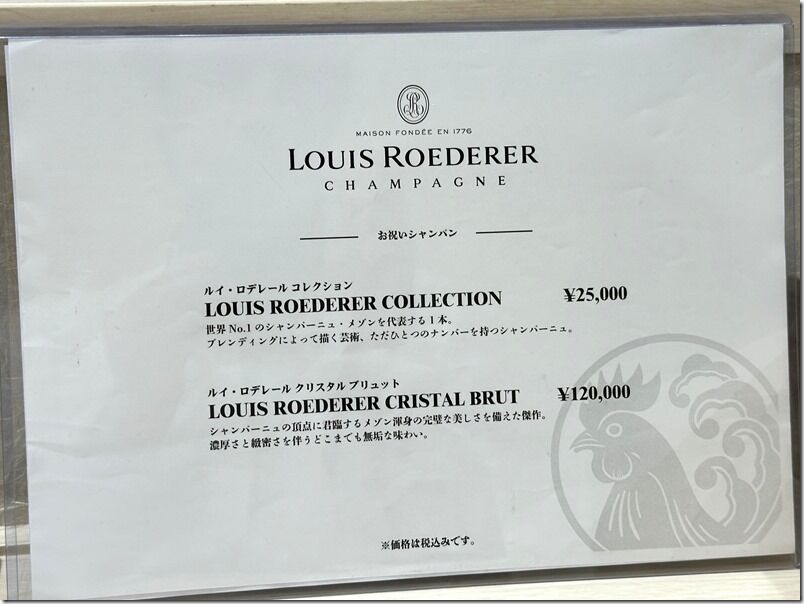 MAISON FONDÉE EN 1776
LOUIS ROEDERER
CHAMPAGNE
お祝いシャンパン
ルイ・ロデレール コレクション
LOUIS ROEDERER COLLECTION ¥25,000
世界 No.1 のシャンパーニュ・メゾンを代表する 1 本。
ブレンディングによって描く芸術、ただひとつのナンバーを持つシャンパーニュ。
ルイ・ロデレール クリスタル ブリュット
LOUIS ROEDERER CRISTAL BRUT ¥120,000
シャンパーニュの頂点に君臨するメゾン渾身の完璧な美しさを備えた傑作。
濃厚さと緻密さを伴うどこまでも無垢な味わい。
※価格は税込みです。